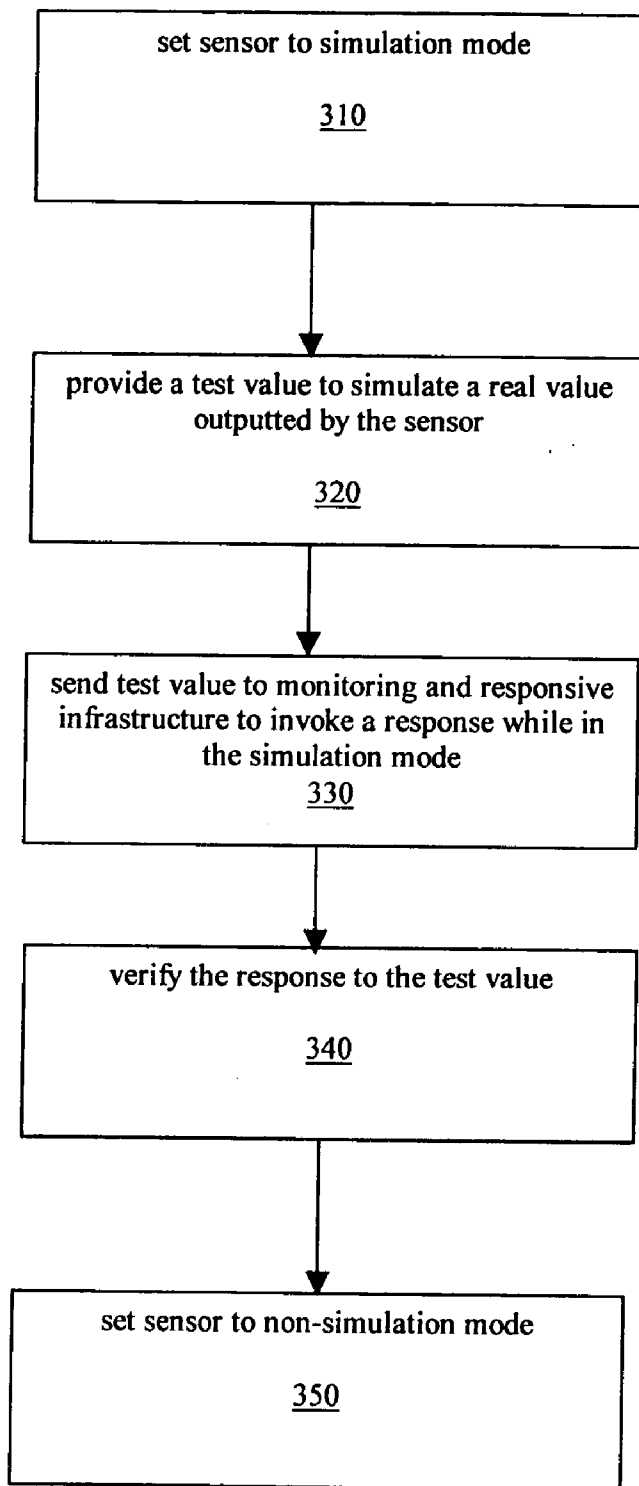 set sensor to simulation mode
310
provide a test value to simulate a real value
outputted by the sensor
320
send test value to monitoring and responsive
infrastructure to invoke a response while in
the simulation mode
330
verify the response to the test value
340
set sensor to non-simulation mode
350